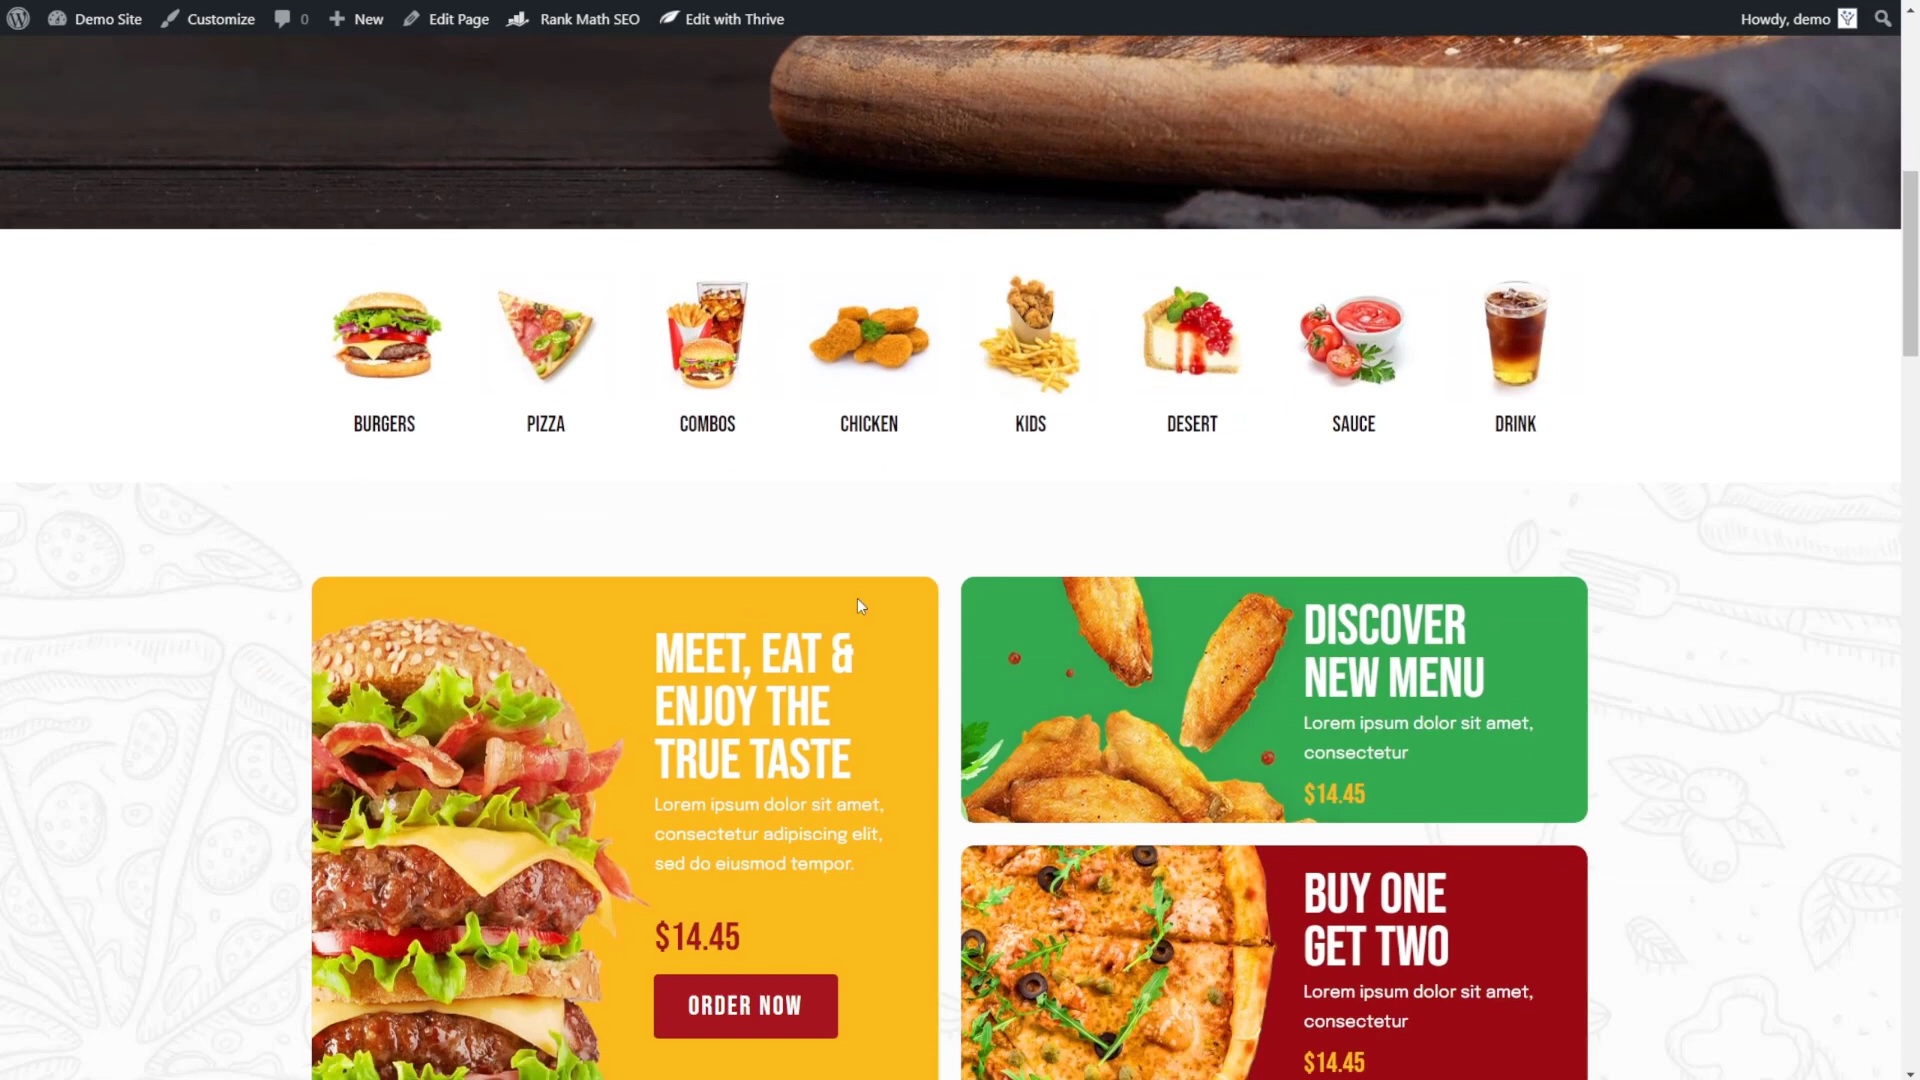 Demo Site Customize 0 New Edit Page Rank Math SEO Edit with Thrive Howdy, demo
BURGERS PIZZA COMBOS CHICKEN KIDS DESERT SAUCE DRINK
MEET, EAT &
ENJOY THE
TRUE TASTE
Lorem ipsum dolor sit amet,
consectetur adipiscing elit,
sed do eiusmod tempor.
$14.45
ORDER NOW
DISCOVER
NEW MENU
Lorem ipsum dolor sit amet,
consectetur
$14.45
BUY ONE
GET TWO
Lorem ipsum dolor sit amet,
consectetur
$14.45